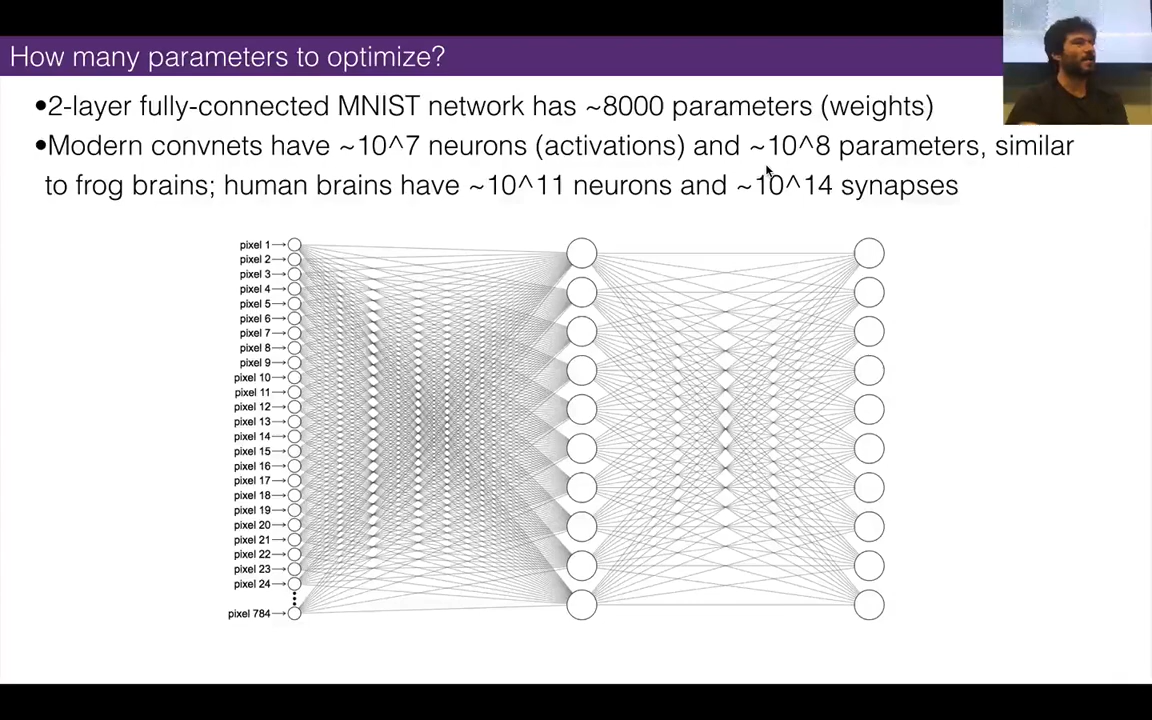 How many parameters to optimize?
•2-layer fully-connected MNIST network has ~8000 parameters (weights)
•Modern convnets have ~10^7 neurons (activations) and ~10^8 parameters, similar
to frog brains; human brains have ~10^11 neurons and ~10^14 synapses
pixel 1
pixel 2
pixel 3
pixel 4
pixel 5
pixel 6
pixel 7
pixel 8
pixel 9
pixel 10
pixel 11
pixel 12
pixel 13
pixel 14
pixel 15
pixel 16
pixel 17
pixel 18
pixel 19
pixel 20
pixel 21
pixel 22
pixel 23
pixel 24
pixel 784